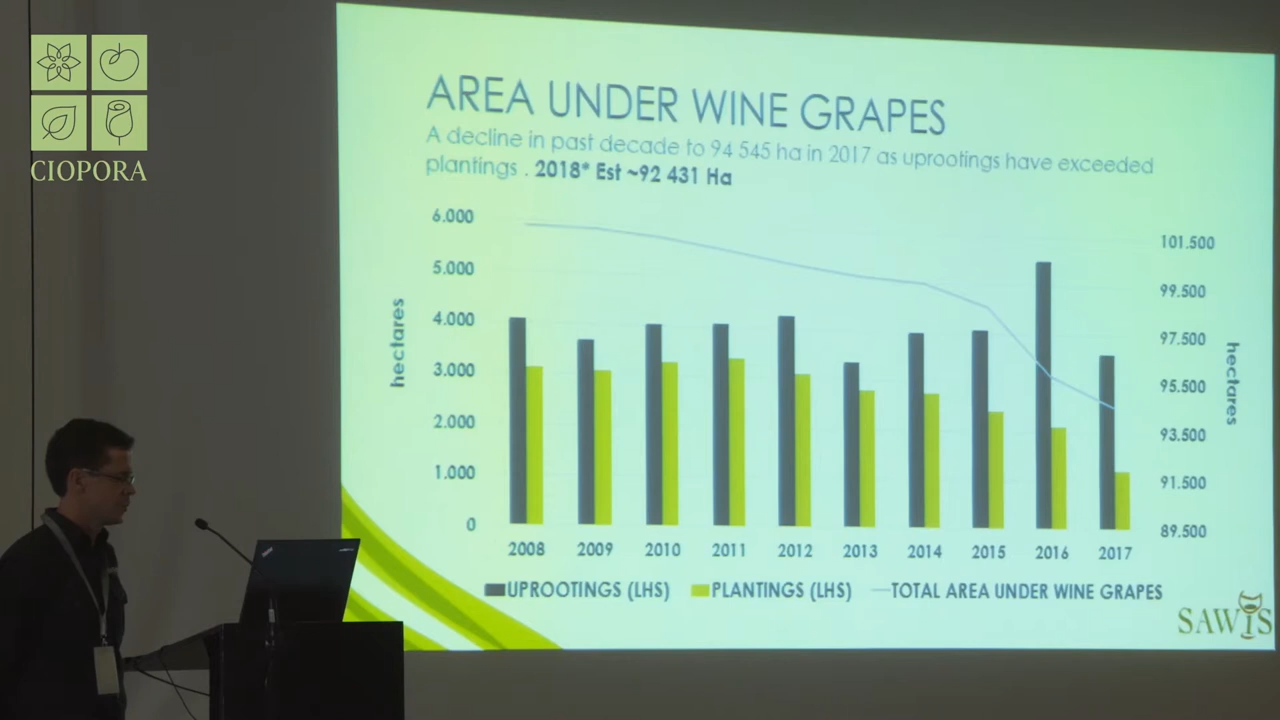 CIOPORA
AREA UNDER WINE GRAPES
A decline in past decade to 94 545 ha in 2017 as uprootings have exceeded
plantings . 2018* Est ~92 431 Ha
hectares
6.000
5.000
4.000
3.000
2.000
1.000
0
101.500
99.500
97.500
95.500
93.500
91.500
89.500
hectares
2008 2009 2010 2011 2012 2013 2014 2015 2016 2017
UPROOTINGS (LHS) PLANTINGS (LHS) TOTAL AREA UNDER WINE GRAPES
SAWIS